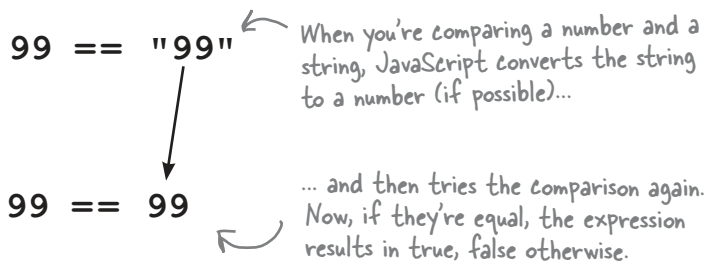 99 == "99"
When you're comparing a number and a
string, JavaScript converts the string
to a number (if possible)...
99 == 99
... and then tries the comparison again.
Now, if they're equal, the expression
results in true, false otherwise.